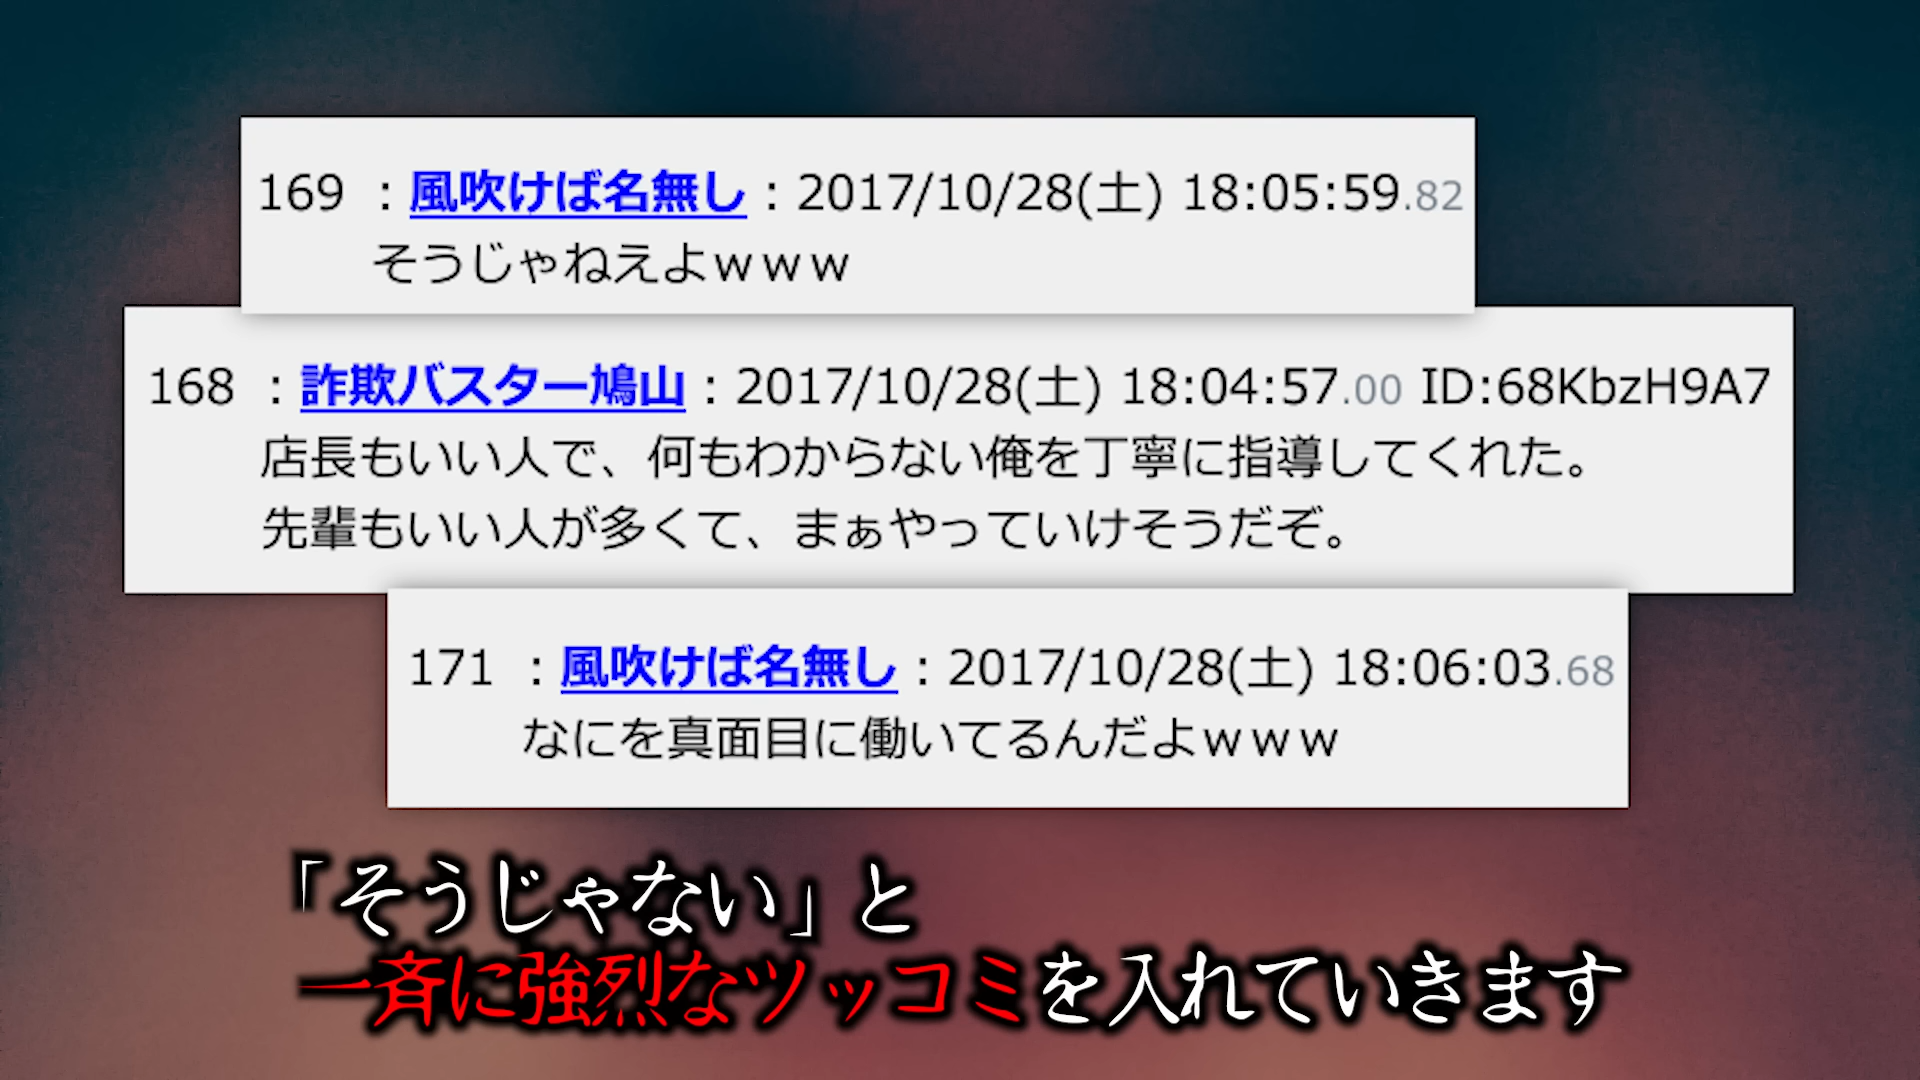 169 ：風吹けば名無し：2017/10/28(土) 18:05:59.82
そうじゃねえよｗｗｗ
168 ：詐欺バスター鳩山：2017/10/28(土) 18:04:57.00 ID:68KbzH9A7
店長もいい人で、何もわからない俺を丁寧に指導してくれた。
先輩もいい人が多くて、まぁやっていけそうだぞ。
171 ：風吹けば名無し：2017/10/28(土) 18:06:03.68
なにを真面目に働いてるんだよｗｗｗ
「そうじゃない」と
一斉に強烈なツッコミを入れていきます